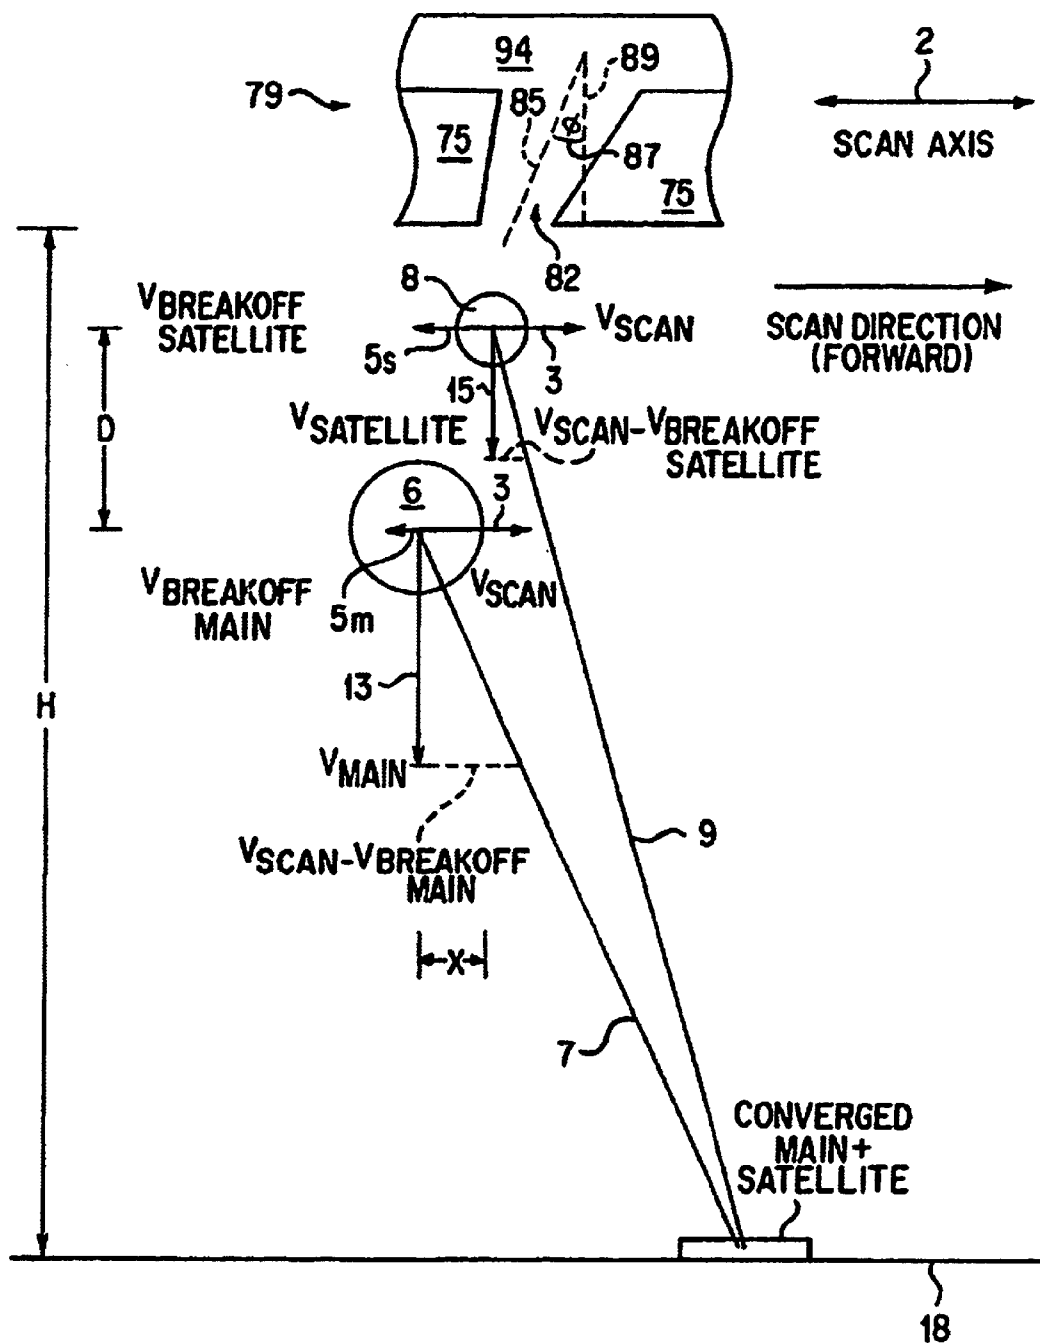 94
89
2
79
85
ø
75
87
SCAN AXIS
75
82
8
VBREAKOFF
SATELLITE
5s
VSCAN
SCAN DIRECTION
(FORWARD)
3
15
D
VSATELLITE
VSCAN-VBREAKOFF
SATELLITE
6
3
VBREAKOFF
MAIN
5m
VSCAN
13
H
VMAIN
9
VSCAN-VBREAKOFF
MAIN
X
7
CONVERGED
MAIN+
SATELLITE
18